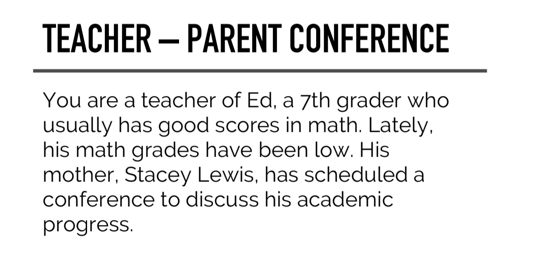 TEACHER – PARENT CONFERENCE
You are a teacher of Ed, a 7th grader who
usually has good scores in math. Lately,
his math grades have been low. His
mother, Stacey Lewis, has scheduled a
conference to discuss his academic
progress.